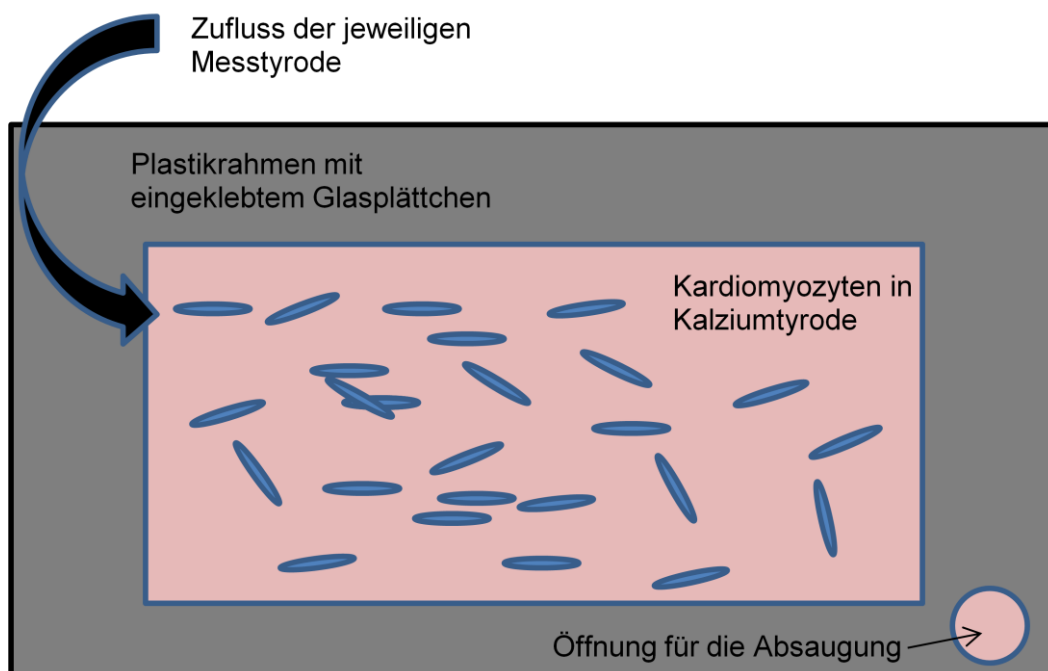 Zufluss der jeweiligen
Messtyrode
Plastikrahmen mit
eingeklebtem Glasplättchen
Kardiomyozyten in
Kalziumtyrode
Öffnung für die Absaugung